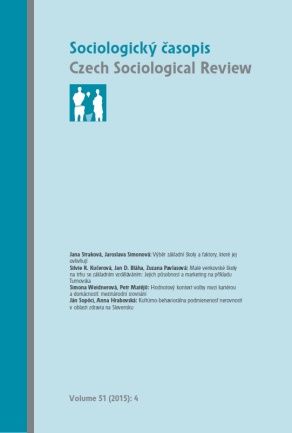 Sociologický časopis
Czech Sociological Review
Jana Straková, Jaroslava Simonová: Výběr základní školy a faktory, které jej
ovlivňují
Silvie R. Kučerová, Jan D. Bláha, Zuzana Pavlasová: Malé venkovské školy
na trhu se základním vzděláváním: Jejich působnost a marketing na příkladu
Turnovska
Simona Weidnerová, Petr Matějů: Hodnotový kontext volby mezi kariérou
a domácností: mezinárodní srovnání
Ján Sopóci, Anna Hrabovská: Kultúrno-behaviorálna podmienenosť nerovností
v oblasti zdravia na Slovensku
Volume 51 (2015): 4